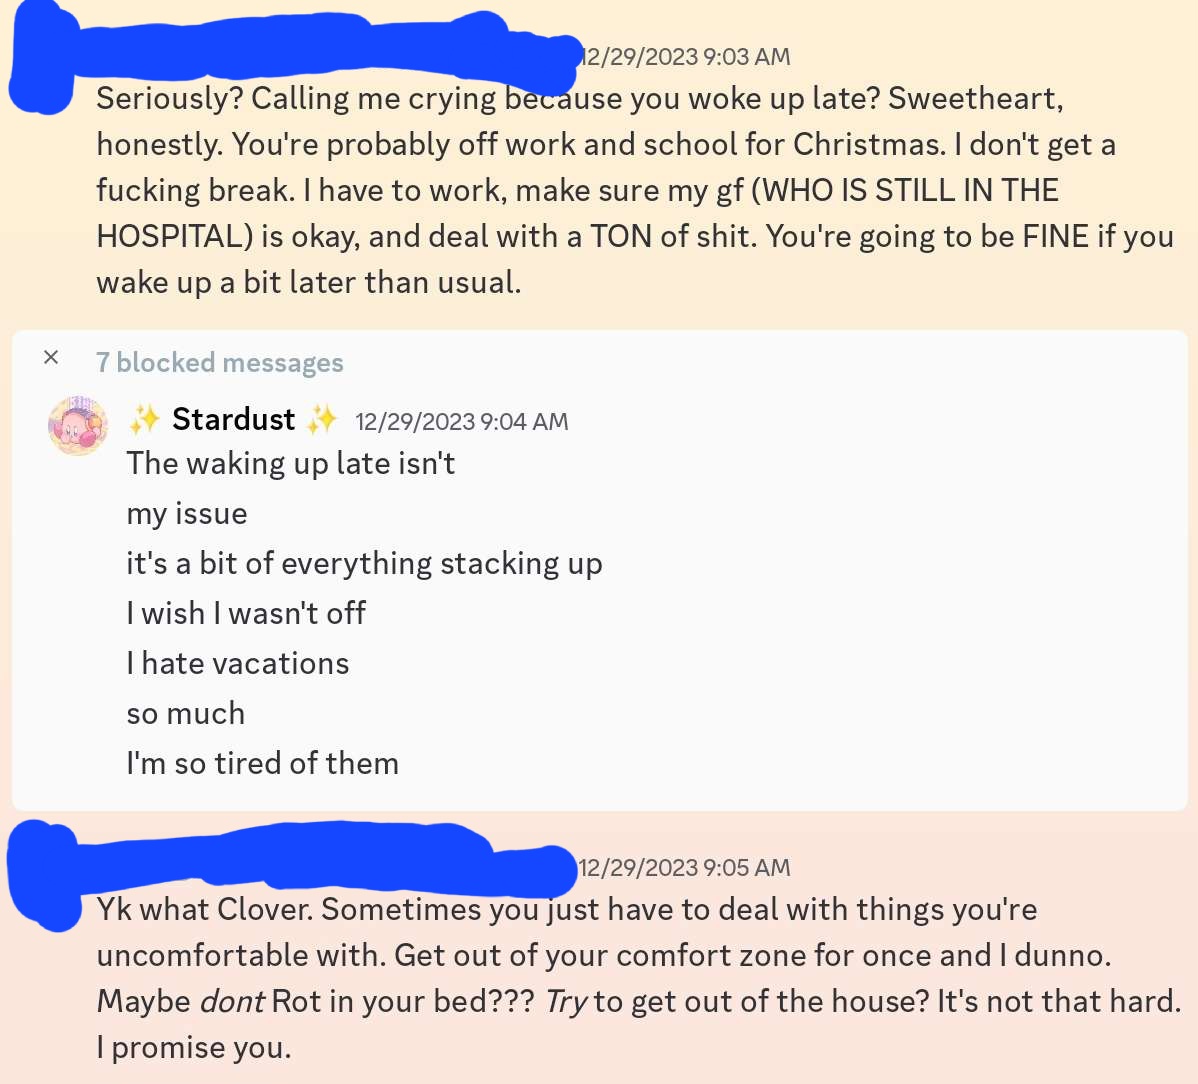 12/29/2023 9:03 AM
Seriously? Calling me crying because you woke up late? Sweetheart,
honestly. You're probably off work and school for Christmas. I don't get a
fucking break. I have to work, make sure my gf (WHO IS STILL IN THE
HOSPITAL) is okay, and deal with a TON of shit. You're going to be FINE if you
wake up a bit later than usual.
7 blocked messages
✨ Stardust ✨ 12/29/2023 9:04 AM
The waking up late isn't
my issue
it's a bit of everything stacking up
I wish I wasn't off
I hate vacations
so much
I'm so tired of them
12/29/2023 9:05 AM
Yk what Clover. Sometimes you just have to deal with things you're
uncomfortable with. Get out of your comfort zone for once and I dunno.
Maybe dont Rot in your bed??? Try to get out of the house? It's not that hard.
I promise you.